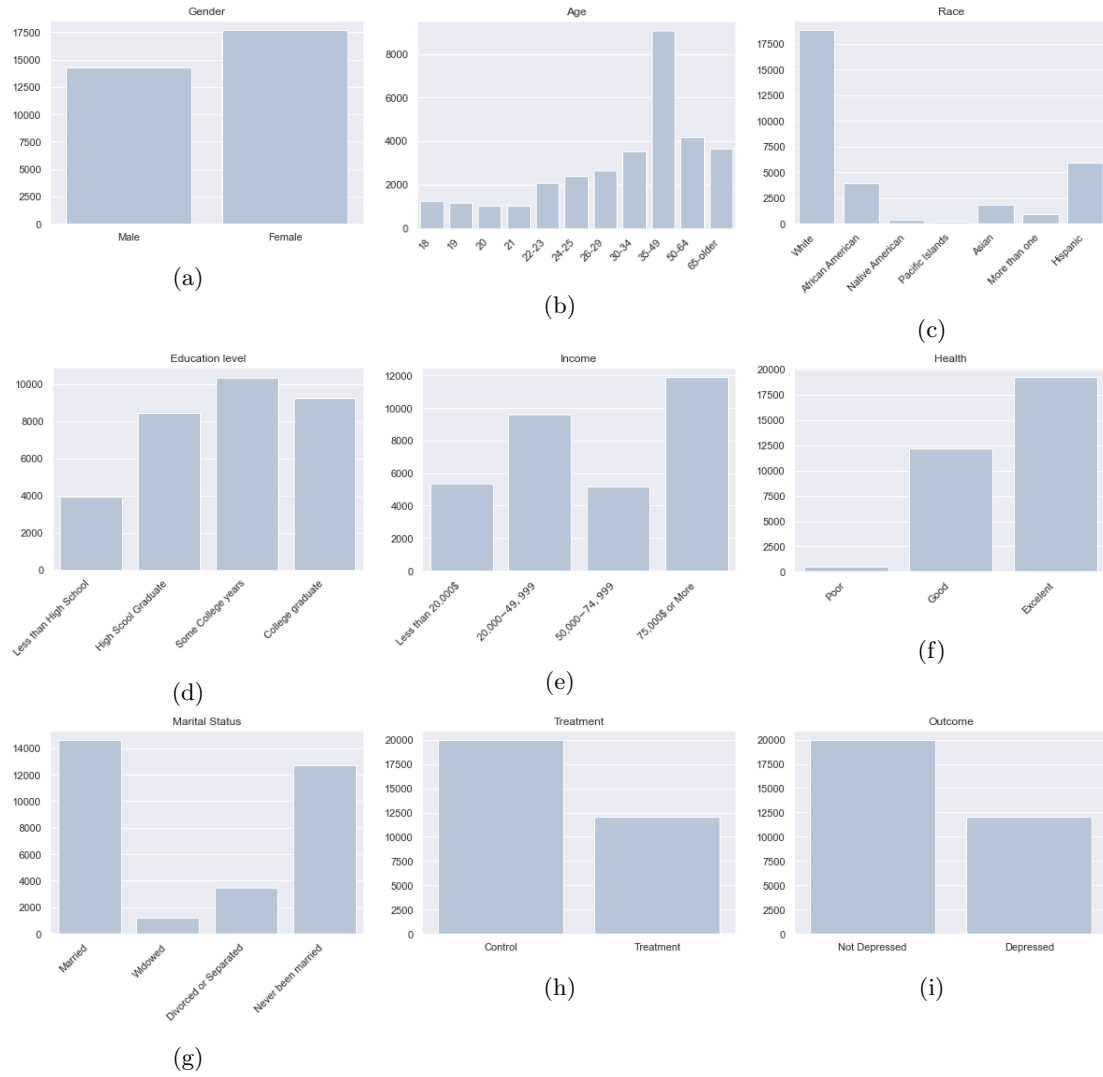 Gender
17500
15000
12500
10000
7500
5000
2500
0
Male
Female
(a)
Age
8000
6000
4000
2000
0
18
19
20
21
22-23
24-25
26-29
30-34
35-49
50-64
65-older
(b)
Race
17500
15000
12500
10000
7500
5000
2500
0
White
African American
Native American
Pacific Islands
Asian
More than one
Hispanic
(c)
Education level
10000
8000
6000
4000
2000
0
Less than High School
High Scool Graduate
Some College years
College graduate
(d)
Income
12000
10000
8000
6000
4000
2000
0
Less than 20,000$
20,000−49,999
50,000−74,999
75,000$ or More
(e)
Health
20000
17500
15000
12500
10000
7500
5000
2500
0
Poor
Good
Excelent
(f)
Marital Status
14000
12000
10000
8000
6000
4000
2000
0
Married
Widowed
Divorced or Separated
Never been married
(g)
Treatment
20000
17500
15000
12500
10000
7500
5000
2500
0
Control
Treatment
(h)
Outcome
20000
17500
15000
12500
10000
7500
5000
2500
0
Not Depressed
Depressed
(i)